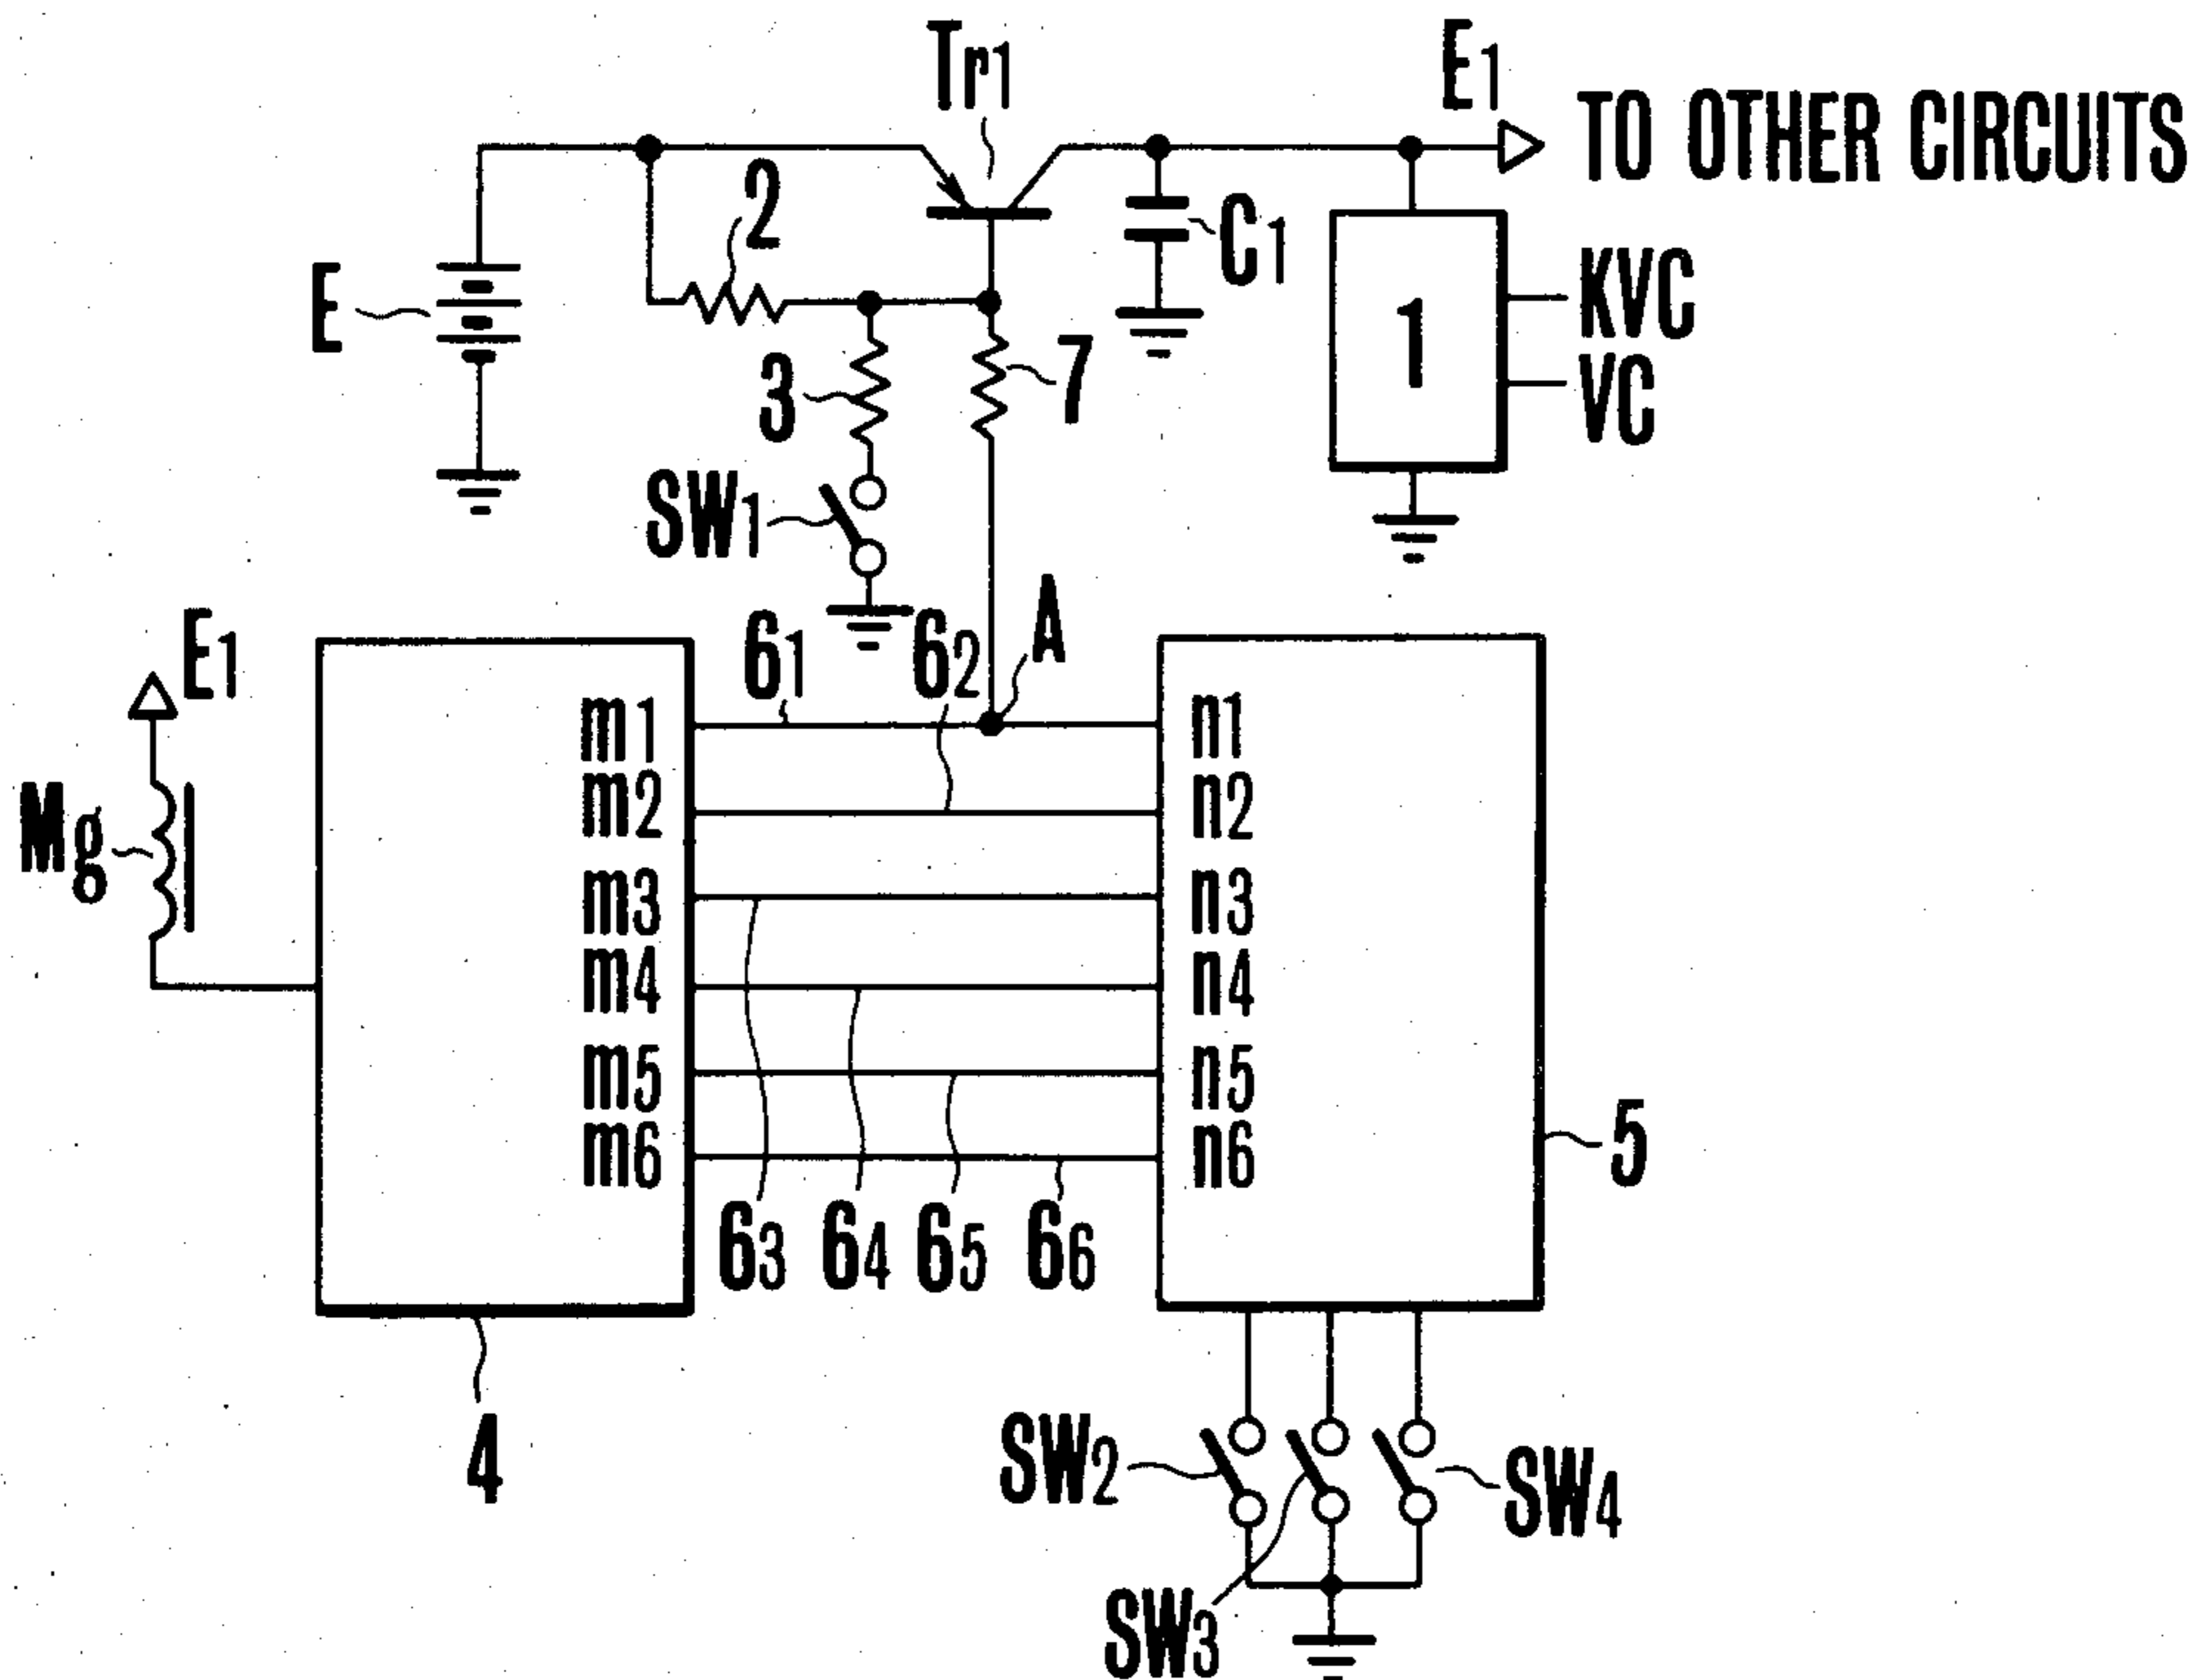 Tr1
E1
TO OTHER CIRCUITS
2
E
C1
1
KVC
VC
3
7
SW1
A
E1
61
62
m1
n1
m2
n2
Mg
m3
n3
m4
n4
m5
n5
m6
n6
5
63
64
65
66
4
SW2
SW4
SW3